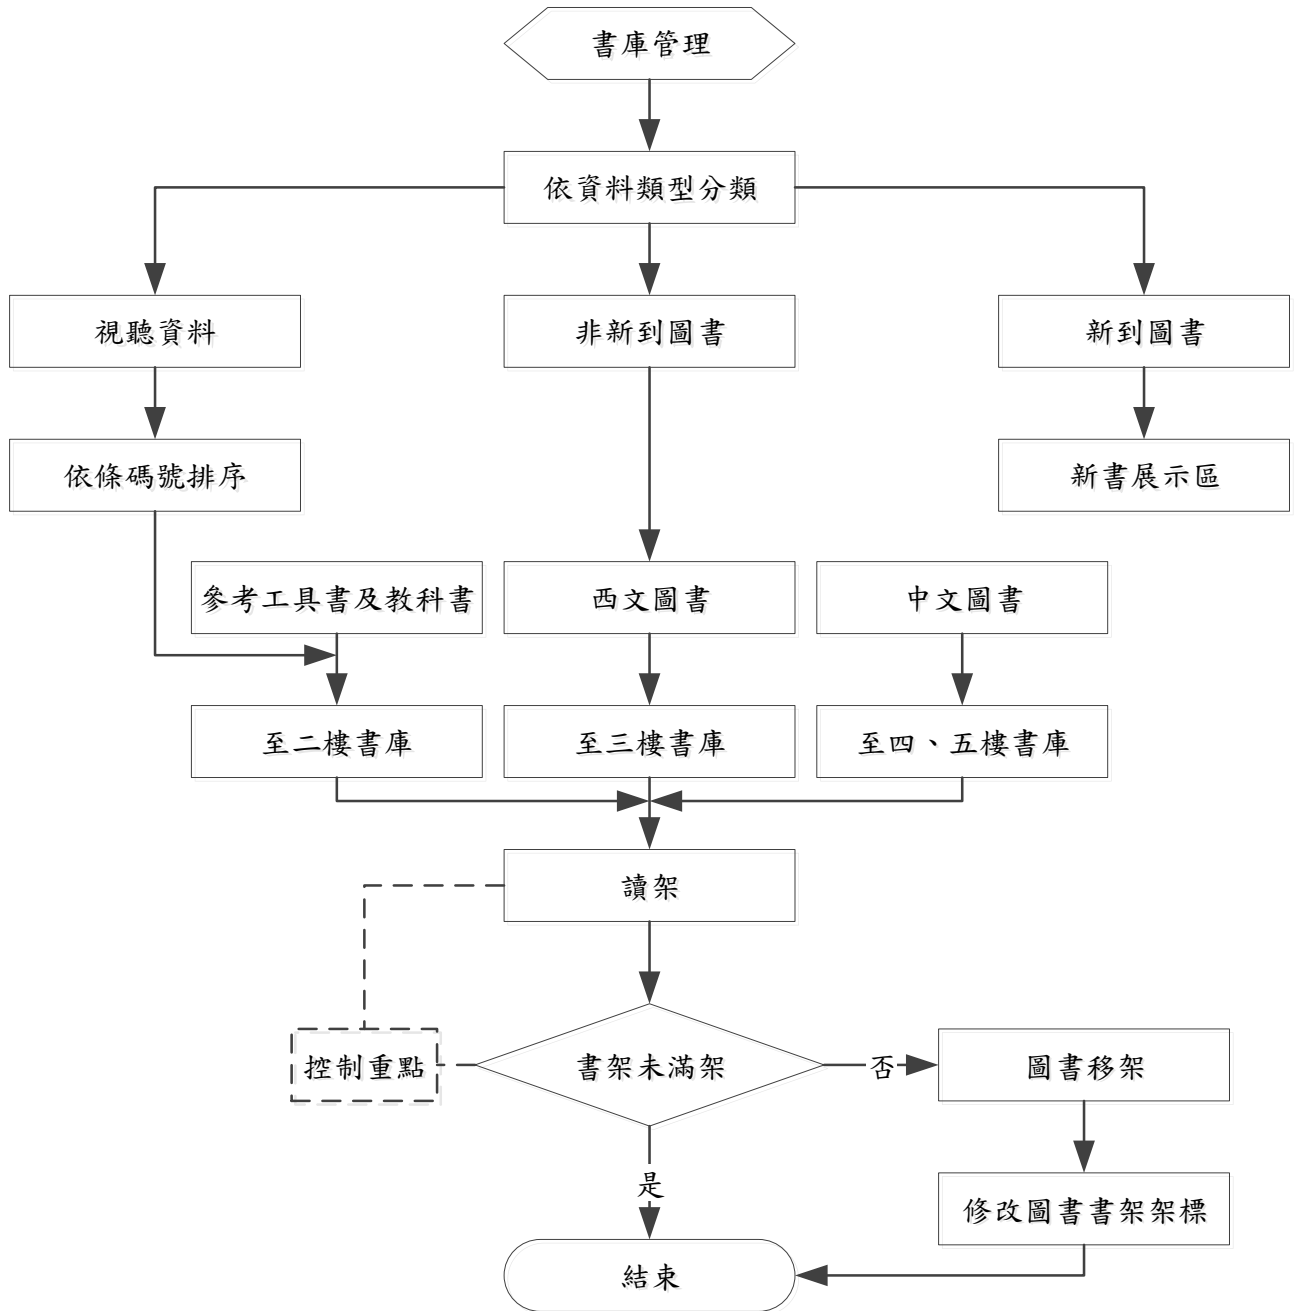 書庫管理
依資料類型分類
視聽資料
非新到圖書
新到圖書
依條碼號排序
新書展示區
參考工具書及教科書
西文圖書
中文圖書
至二樓書庫
至三樓書庫
至四、五樓書庫
讀架
控制重點
書架未滿架
否
圖書移架
是
修改圖書書架架標
結束